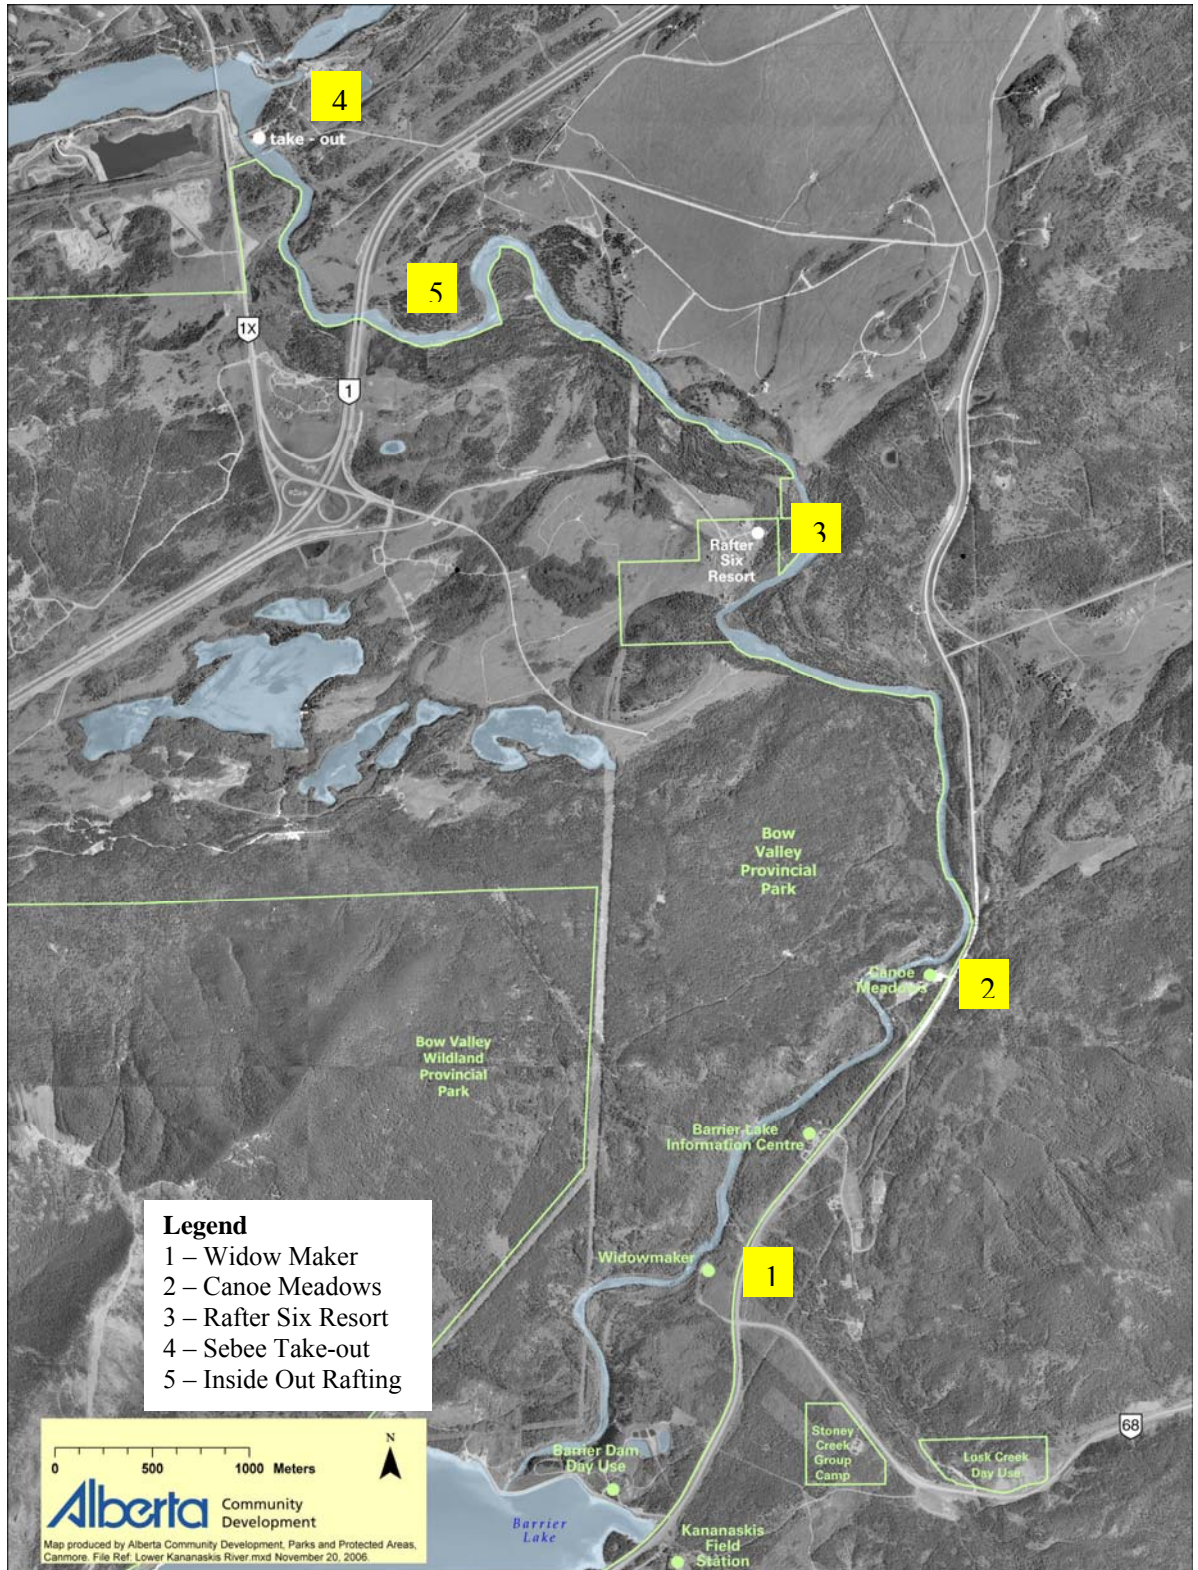 4
take - out
5
1X
1
3
Rafter
Six
Resort
Bow
Valley
Provincial
Park
Canoe
Meadows
2
Bow Valley
Wildland
Provincial
Park
Barrier Lake
Information Centre
Widowmaker
1
Legend
1 – Widow Maker
2 – Canoe Meadows
3 – Rafter Six Resort
4 – Sebee Take-out
5 – Inside Out Rafting
68
Stoney
Creek
Group
Camp
Lusk Creek
Day Use
Barrier Dam
Day Use
Barrier
Lake
Kananaskis
Field
Station
N
0 500 1000 Meters
Alberta Community
Development
Map produced by Alberta Community Development, Parks and Protected Areas,
Canmore. File Ref: Lower Kananaskis River.mxd November 20, 2006.